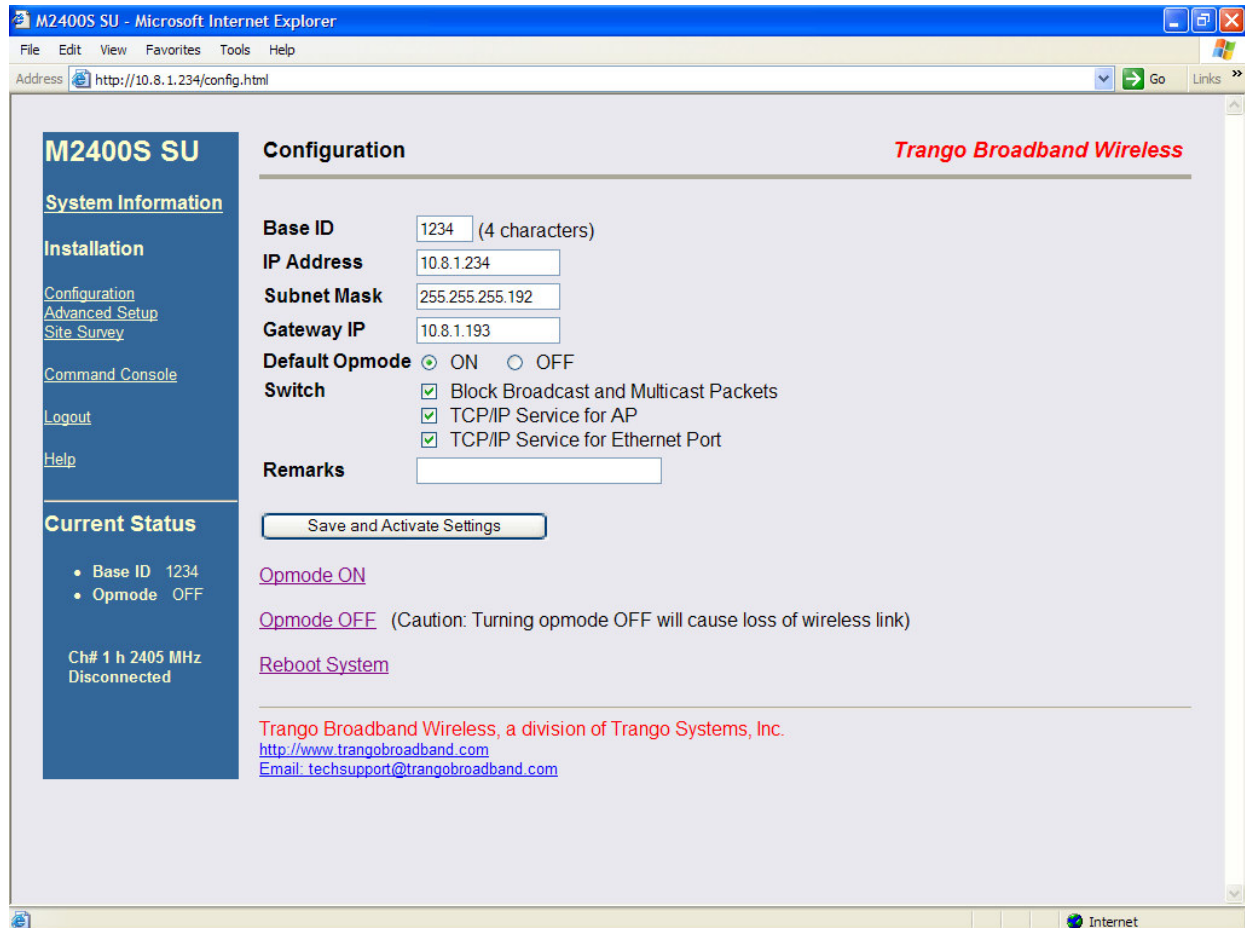 M2400S SU - Microsoft Internet Explorer
File Edit View Favorites Tools Help
Address http://10.8.1.234/config.html Go Links »
M2400S SU
System Information
Installation
Configuration
Advanced Setup
Site Survey
Command Console
Logout
Help
Current Status
• Base ID 1234
• Opmode OFF
Ch# 1 h 2405 MHz
Disconnected
Configuration
Trango Broadband Wireless
Base ID 1234 (4 characters)
IP Address 10.8.1.234
Subnet Mask 255.255.255.192
Gateway IP 10.8.1.193
Default Opmode ON OFF
Switch Block Broadcast and Multicast Packets
TCP/IP Service for AP
TCP/IP Service for Ethernet Port
Remarks
Save and Activate Settings
Opmode ON
Opmode OFF (Caution: Turning opmode OFF will cause loss of wireless link)
Reboot System
Trango Broadband Wireless, a division of Trango Systems, Inc.
http://www.trangobroadband.com
Email: techsupport@trangobroadband.com
Internet